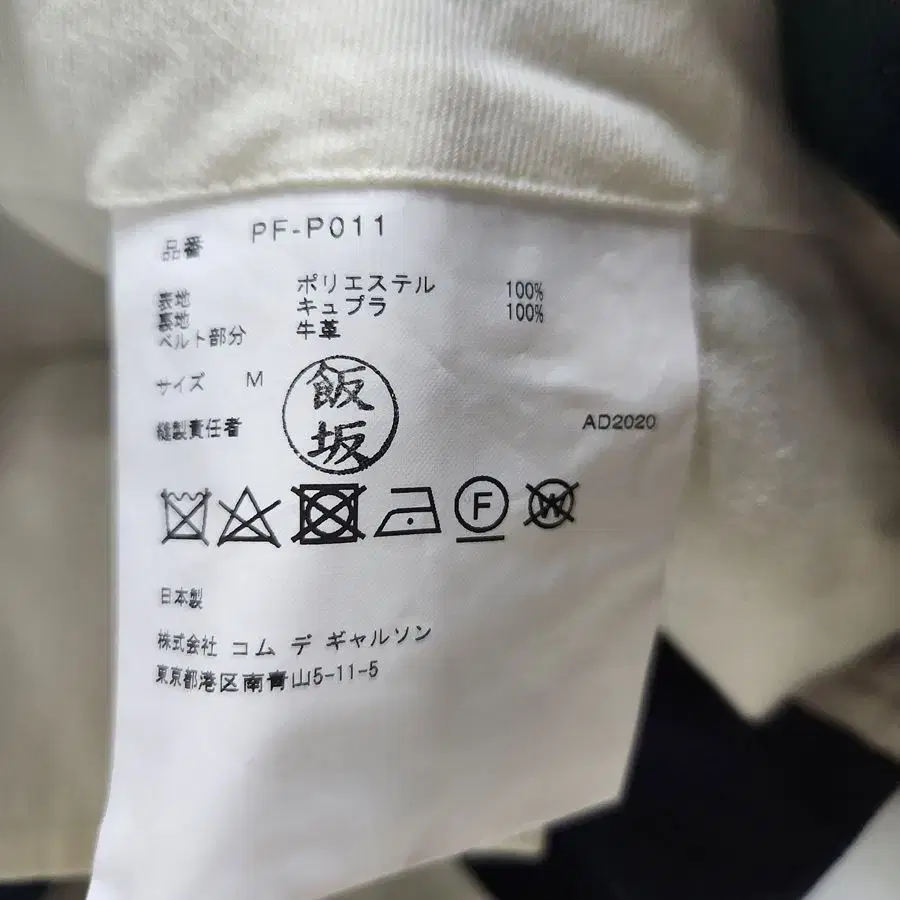 品番 PF-P011
表地 ポリエステル 100%
裏地 キュプラ 100%
ベルト部分 牛革
サイズ M
飯坂
縫製責任者
AD2020
F W
日本製
株式会社 コム デ ギャルソン
東京都港区南青山5-11-5